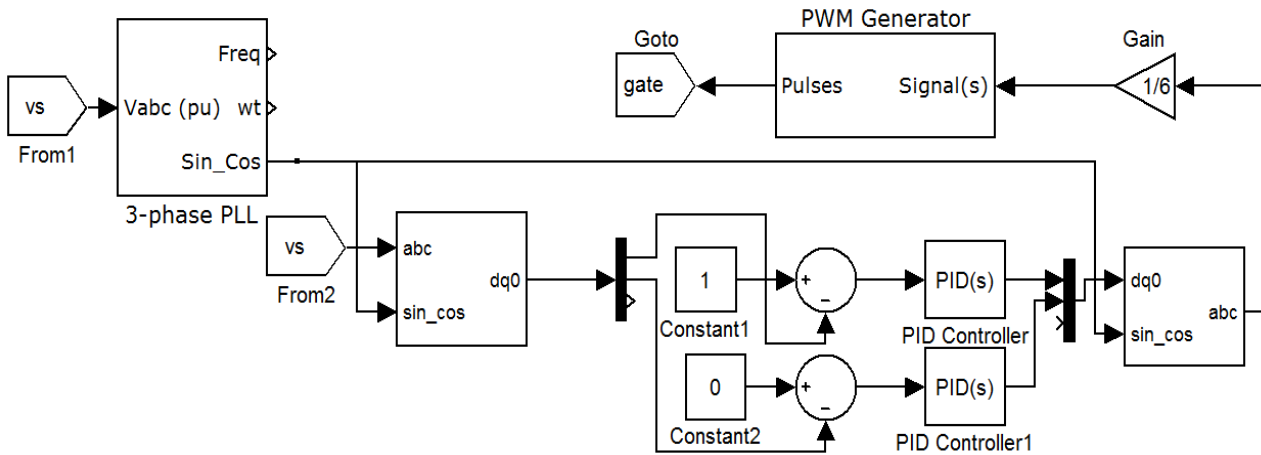 PWM Generator
Goto
Gain
Freq
vs
Vabc (pu)
wt
gate
Pulses
Signal(s)
1/6
From1
Sin_Cos
3-phase PLL
vs
abc
From2
dq0
sin_cos
1
+
−
PID(s)
dq0
abc
sin_cos
Constant1
PID Controller
0
+
−
PID(s)
Constant2
PID Controller1